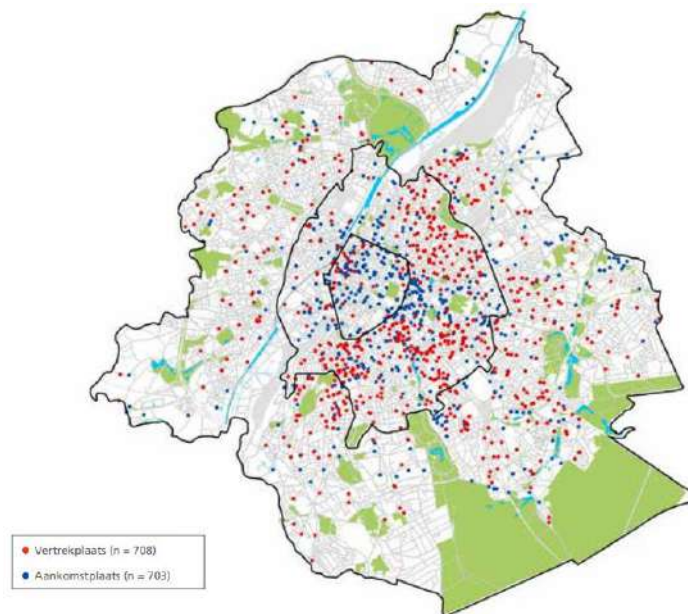 Vertrekplaats (n = 708)
Aankomstplaats (n = 703)